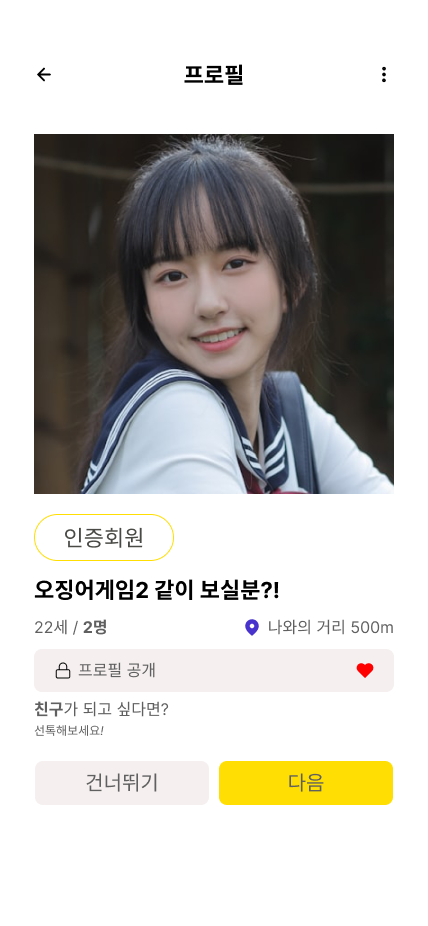 프로필
인증회원
오징어게임2 같이 보실분?!
22세 / 2명
나와의 거리 500m
프로필 공개
친구가 되고 싶다면?
선톡해보세요!
건너뛰기
다음